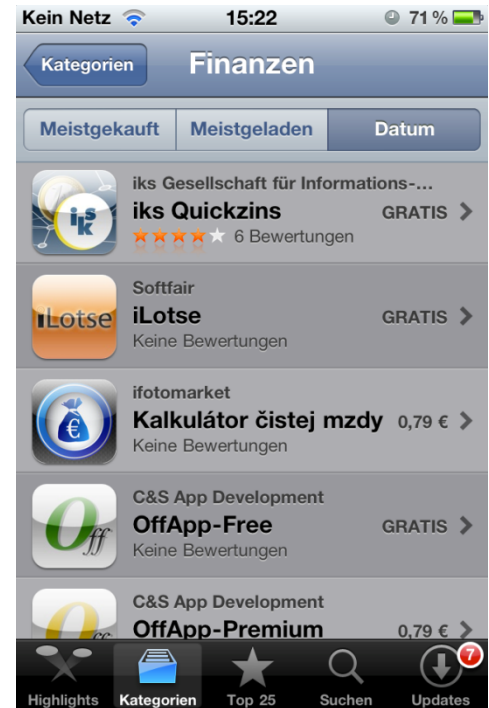 Kein Netz 15:22 71 %
Kategorien Finanzen
Meistgekauft Meistgeladen Datum
iks Gesellschaft für Informations-...
iks
iks Quickzins GRATIS
6 Bewertungen
Softfair
iLotse
iLotse GRATIS
Keine Bewertungen
ifotomarket
€
Kalkulátor čistej mzdy 0,79 €
Keine Bewertungen
C&S App Development
Off
OffApp-Free GRATIS
Keine Bewertungen
C&S App Development
Off
OffApp-Premium 0,79 €
7
Highlights Kategorien Top 25 Suchen Updates